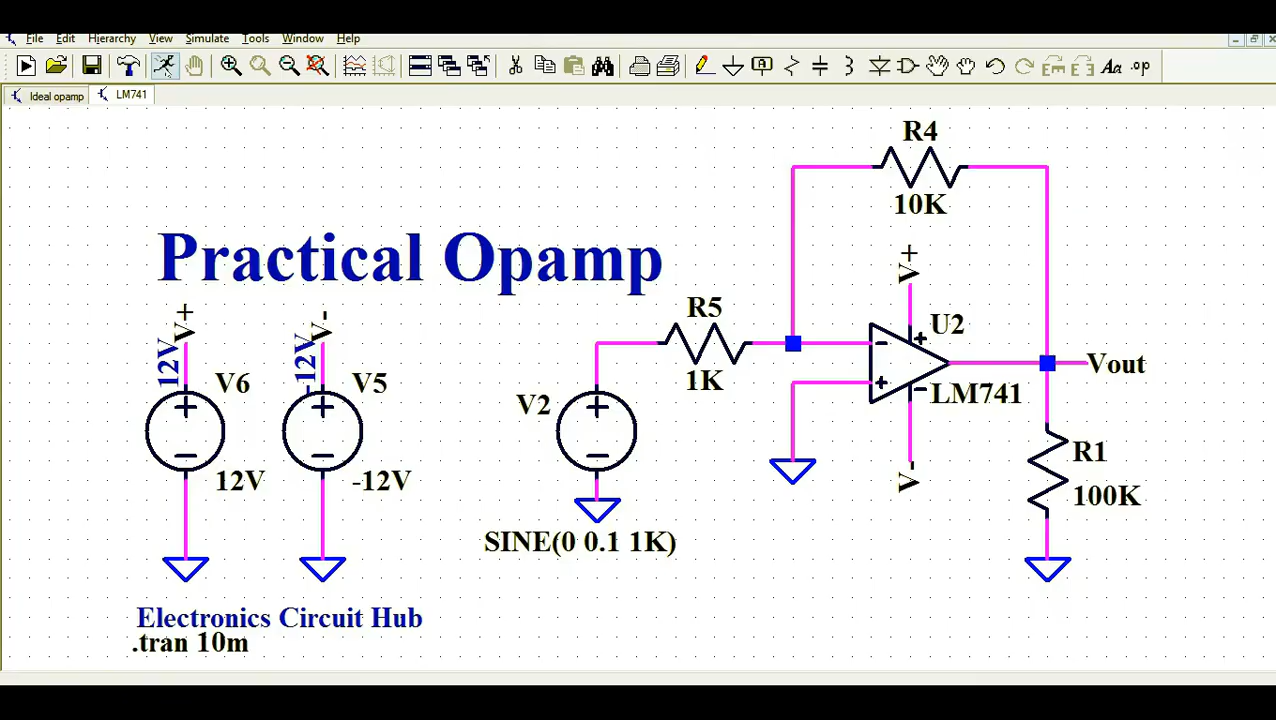 File Edit Hierarchy View Simulate Tools Window Help
Aa .op
Ideal opamp LM741
R4
10K
Practical Opamp
V+
R5
1K
U2
LM741
V-
Vout
V+
12V
V6
12V
V-
-12V
V5
-12V
V2
SINE(0 0.1 1K)
R1
100K
Electronics Circuit Hub
.tran 10m